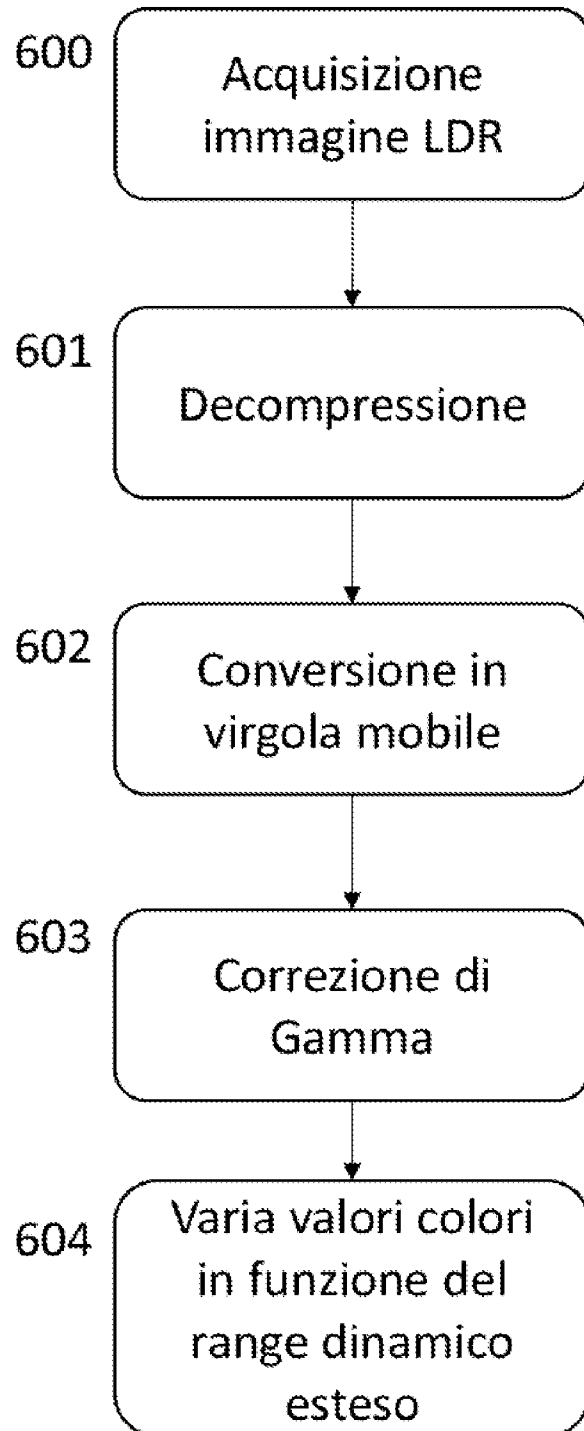 600
Acquisizione
immagine LDR
601
Decompressione
602
Conversione in
virgola mobile
603
Correzione di
Gamma
604
Varia valori colori
in funzione del
range dinamico
esteso